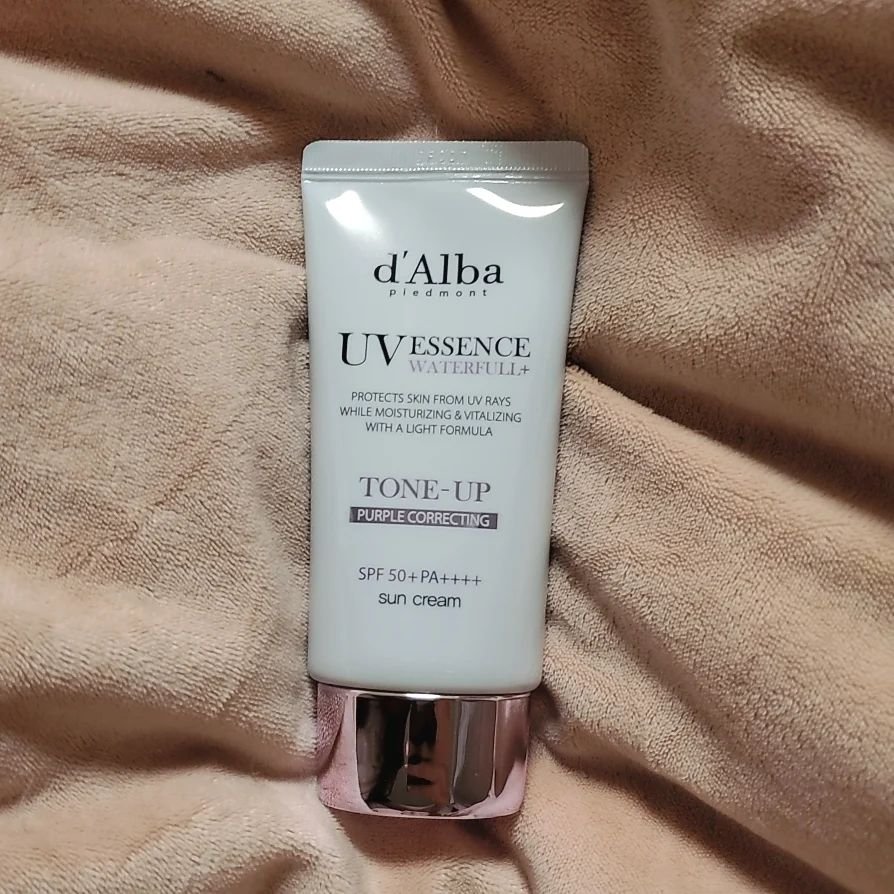 d'Alba
piedmont
UV ESSENCE
WATERFULL+
PROTECTS SKIN FROM UV RAYS
WHILE MOISTURIZING & VITALIZING
WITH A LIGHT FORMULA
TONE-UP
PURPLE CORRECTING
SPF 50+PA++++
sun cream